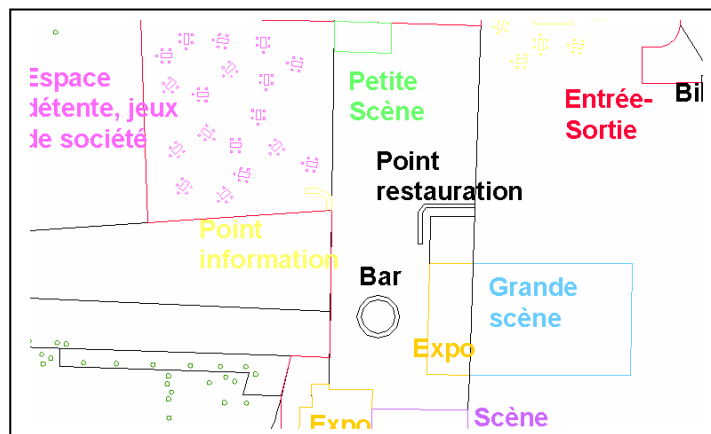 Espace
détente, jeux
de société
Petite
Scène
Entrée-
Sortie
Bil
Point
restauration
Point
information
Bar
Grande
scène
Expo
Expo
Scène